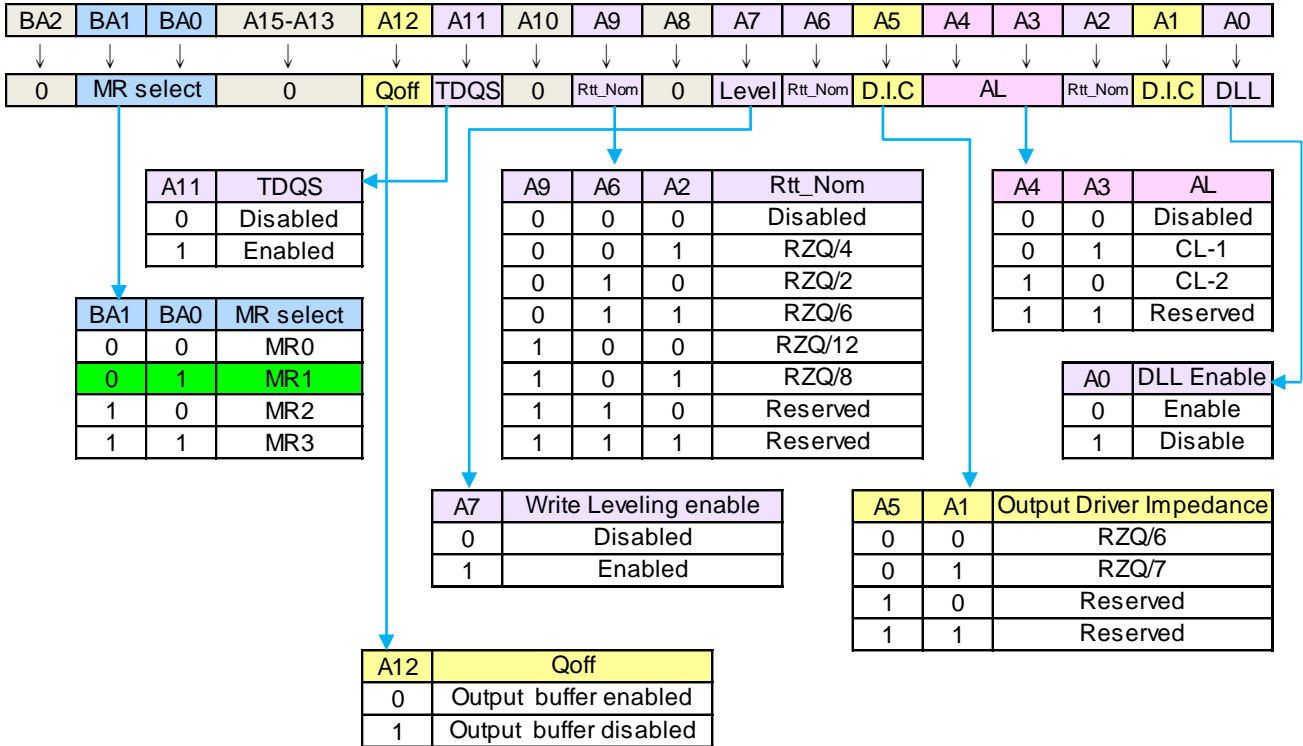 BA2 BA1 BA0 A15-A13 A12 A11 A10 A9 A8 A7 A6 A5 A4 A3 A2 A1 A0
0 MR select 0 Qoff TDQS 0 Rtt_Nom 0 Level Rtt_Nom D.I.C AL Rtt_Nom D.I.C DLL
A11 TDQS
0 Disabled
1 Enabled
A9 A6 A2 Rtt_Nom
0 0 0 Disabled
0 0 1 RZQ/4
0 1 0 RZQ/2
0 1 1 RZQ/6
1 0 0 RZQ/12
1 0 1 RZQ/8
1 1 0 Reserved
1 1 1 Reserved
A4 A3 AL
0 0 Disabled
0 1 CL-1
1 0 CL-2
1 1 Reserved
BA1 BA0 MR select
0 0 MR0
0 1 MR1
1 0 MR2
1 1 MR3
A0 DLL Enable
0 Enable
1 Disable
A7 Write Leveling enable
0 Disabled
1 Enabled
A5 A1 Output Driver Impedance
0 0 RZQ/6
0 1 RZQ/7
1 0 Reserved
1 1 Reserved
A12 Qoff
0 Output buffer enabled
1 Output buffer disabled